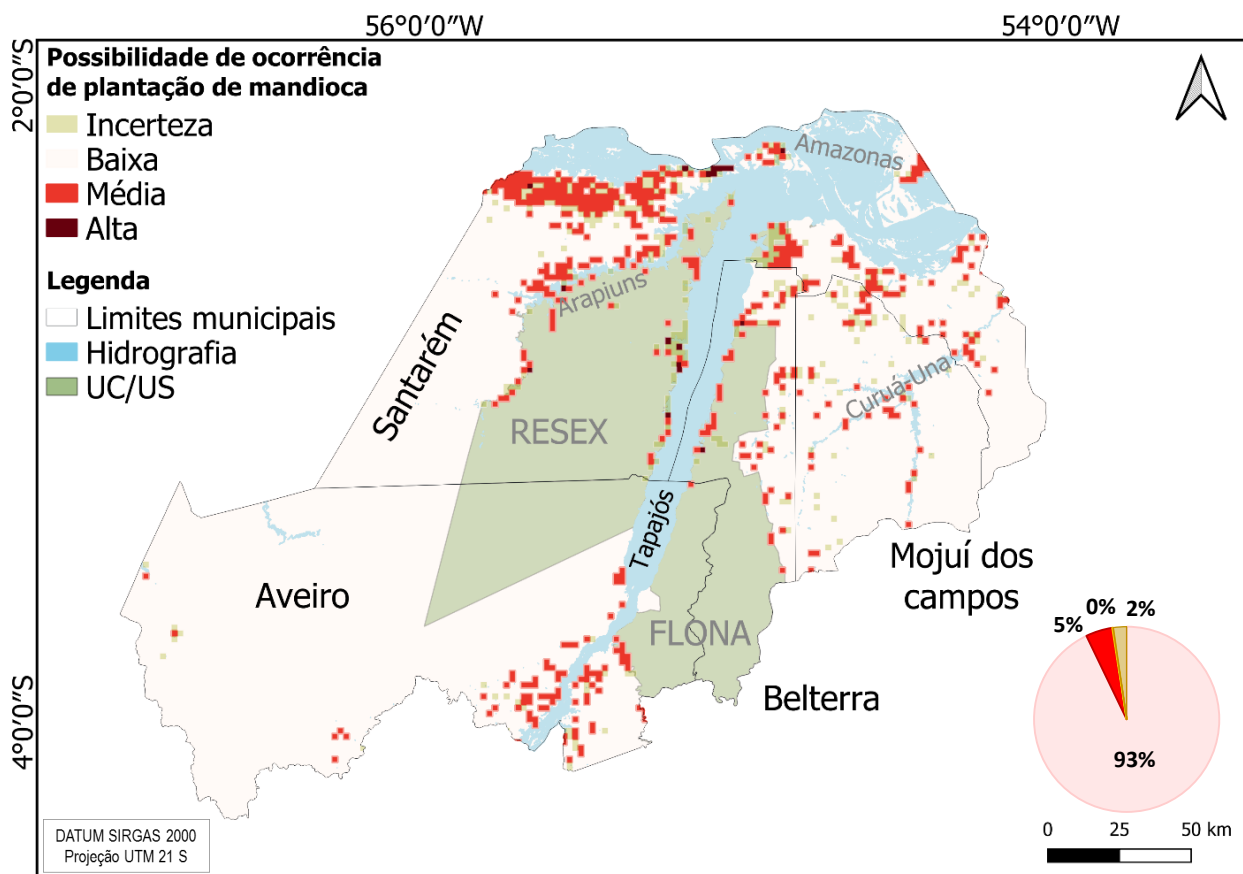 56°0′0″W
54°0′0″W
2°0′0″S
4°0′0″S
Possibilidade de ocorrência
de plantação de mandioca
Incerteza
Baixa
Média
Alta
Legenda
Limites municipais
Hidrografia
UC/US
Amazonas
Arapiuns
Santarém
RESEX
Curuá-Una
Tapajós
Aveiro
Mojuí dos
campos
FLONA
Belterra
0%
2%
5%
93%
0 25 50 km
DATUM SIRGAS 2000
Projeção UTM 21 S